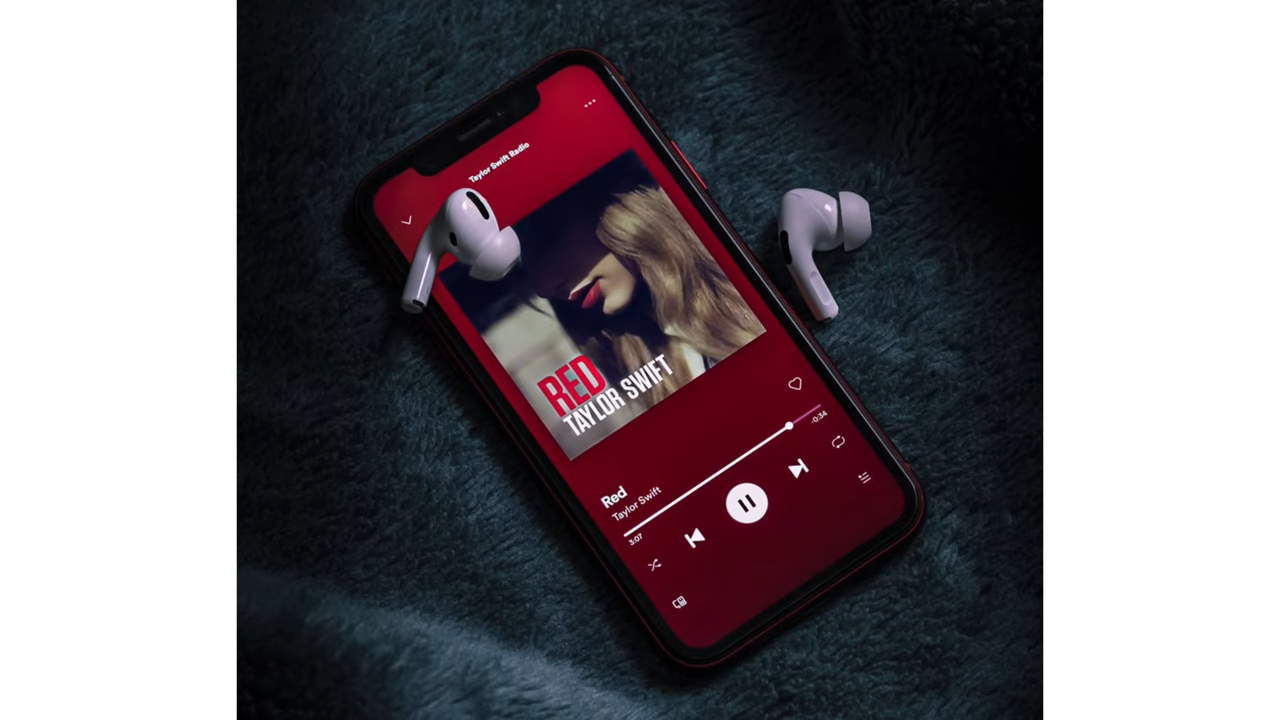 Taylor Swift Radio
RED
TAYLOR SWIFT
Red
Taylor Swift
3:07
-0:34